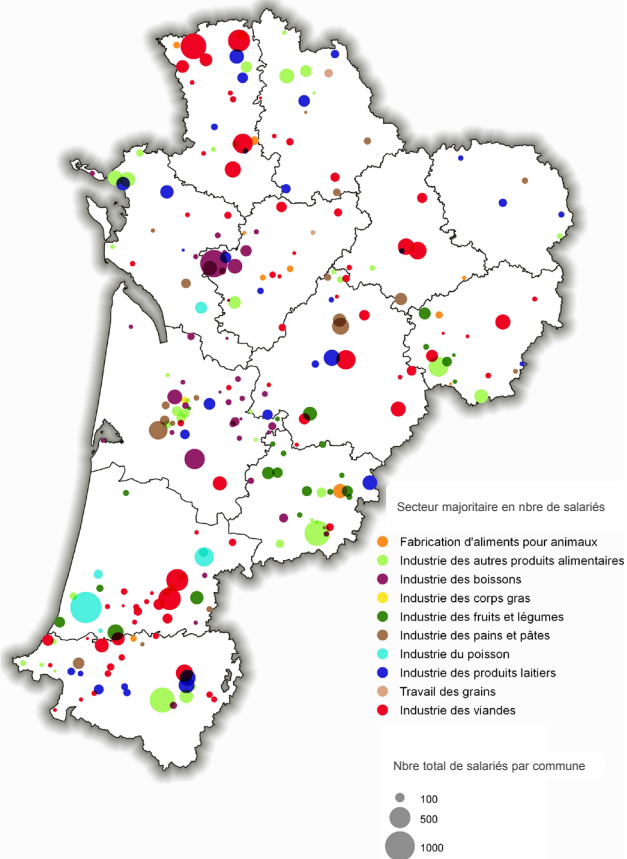 Secteur majoritaire en nbre de salariés
Fabrication d'aliments pour animaux
Industrie des autres produits alimentaires
Industrie des boissons
Industrie des corps gras
Industrie des fruits et légumes
Industrie des pains et pâtes
Industrie du poisson
Industrie des produits laitiers
Travail des grains
Industrie des viandes
Nbre total de salariés par commune
100
500
1000